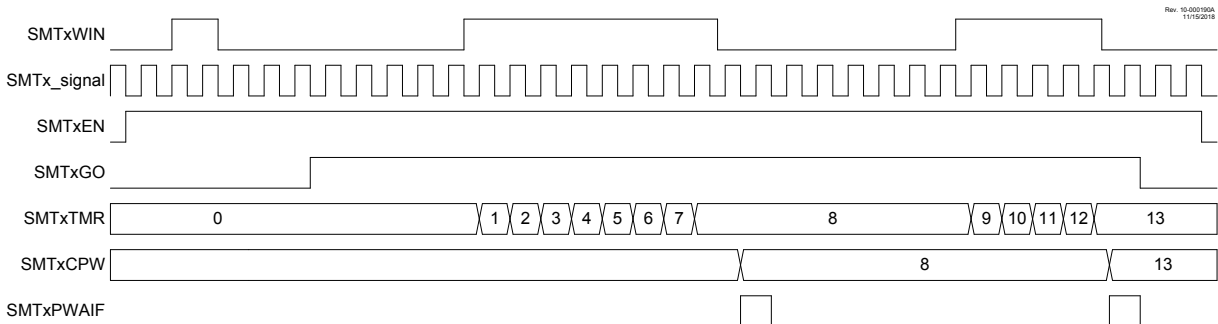 Rev. 10-000190A
11/15/2018
SMTxWIN
SMTx_signal
SMTxEN
SMTxGO
SMTxTMR 0 1 2 3 4 5 6 7 8 9 10 11 12 13
SMTxCPW 8 13
SMTxPWAIF